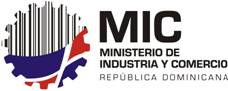 MIC
MINISTERIO DE
INDUSTRIA Y COMERCIO
REPÚBLICA DOMINICANA